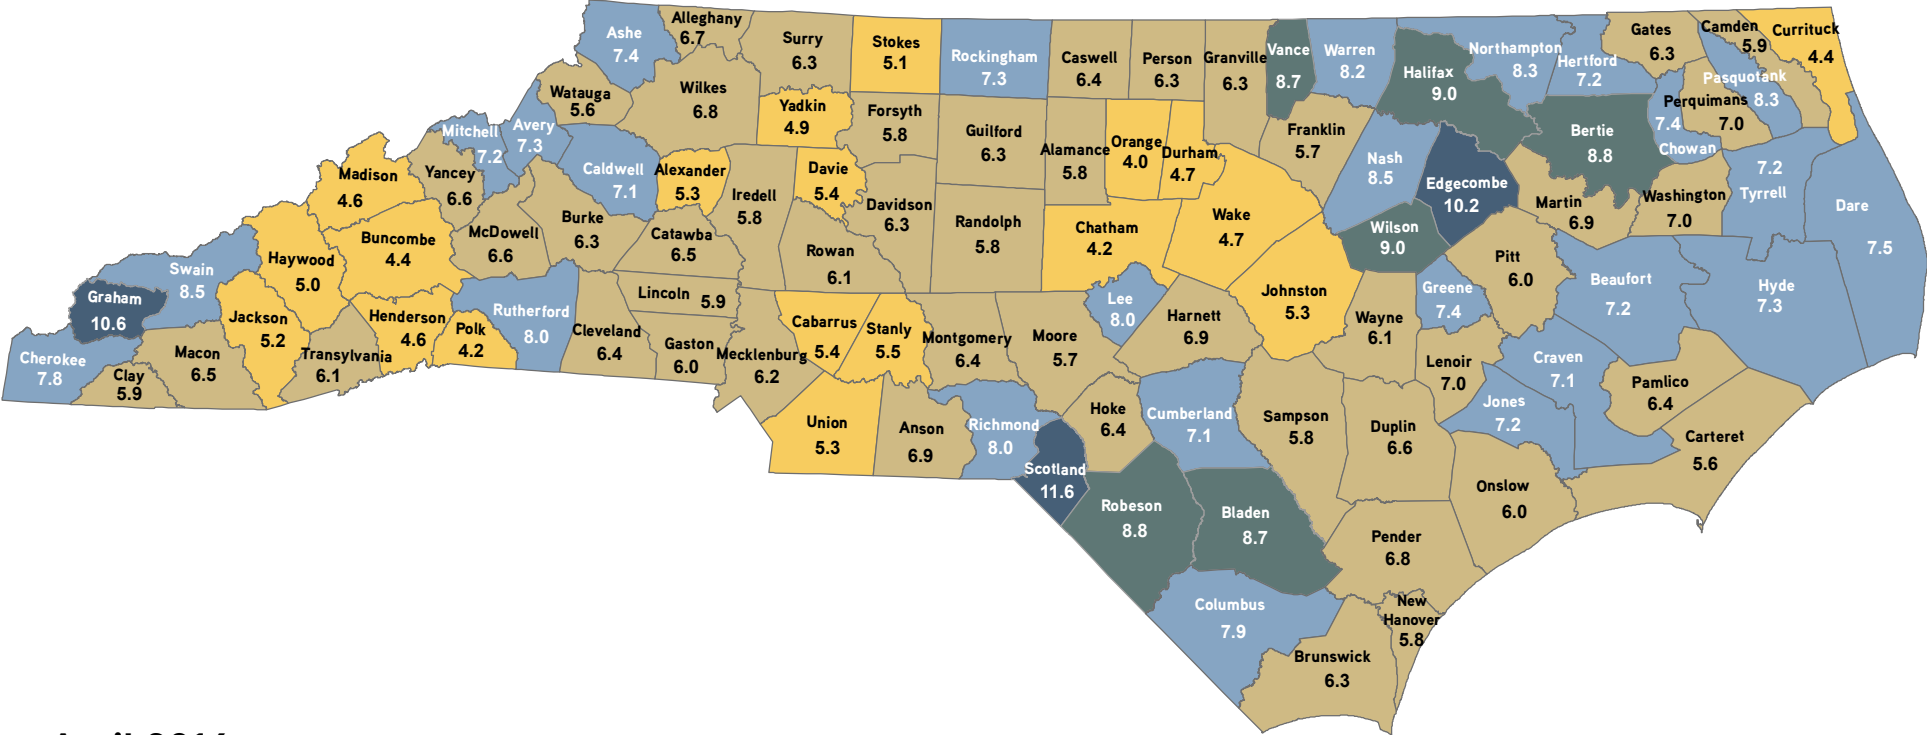 Ashe
7.4
Alleghany
6.7
Surry
6.3
Stokes
5.1
Rockingham
7.3
Caswell
6.4
Person
6.3
Granville
6.3
Vance
8.7
Warren
8.2
Halifax
9.0
Northampton
8.3
Hertford
7.2
Gates
6.3
Camden
5.9
Currituck
4.4
Pasquotank
8.3
Perquimans
7.0
7.4
Chowan
Bertie
8.8
Watauga
5.6
Wilkes
6.8
Yadkin
4.9
Forsyth
5.8
Guilford
6.3
Alamance
5.8
Orange
4.0
Durham
4.7
Franklin
5.7
Nash
8.5
Edgecombe
10.2
Martin
6.9
Washington
7.0
7.2
Tyrrell
Dare
7.5
Mitchell
7.2
Avery
7.3
Caldwell
7.1
Alexander
5.3
Iredell
5.8
Davie
5.4
Davidson
6.3
Randolph
5.8
Chatham
4.2
Wake
4.7
Wilson
9.0
Pitt
6.0
Beaufort
7.2
Hyde
7.3
Madison
4.6
Yancey
6.6
McDowell
6.6
Burke
6.3
Catawba
6.5
Rowan
6.1
Buncombe
4.4
Haywood
5.0
Swain
8.5
Graham
10.6
Cherokee
7.8
Clay
5.9
Macon
6.5
Jackson
5.2
Transylvania
6.1
Henderson
4.6
Polk
4.2
Rutherford
8.0
Cleveland
6.4
Lincoln 5.9
Gaston
6.0
Mecklenburg
6.2
Cabarrus
5.4
Stanly
5.5
Montgomery
6.4
Moore
5.7
Lee
8.0
Harnett
6.9
Johnston
5.3
Wayne
6.1
Greene
7.4
Lenoir
7.0
Craven
7.1
Jones
7.2
Pamlico
6.4
Carteret
5.6
Union
5.3
Anson
6.9
Richmond
8.0
Scotland
11.6
Hoke
6.4
Cumberland
7.1
Sampson
5.8
Duplin
6.6
Onslow
6.0
Robeson
8.8
Bladen
8.7
Pender
6.8
Columbus
7.9
New
Hanover
5.8
Brunswick
6.3